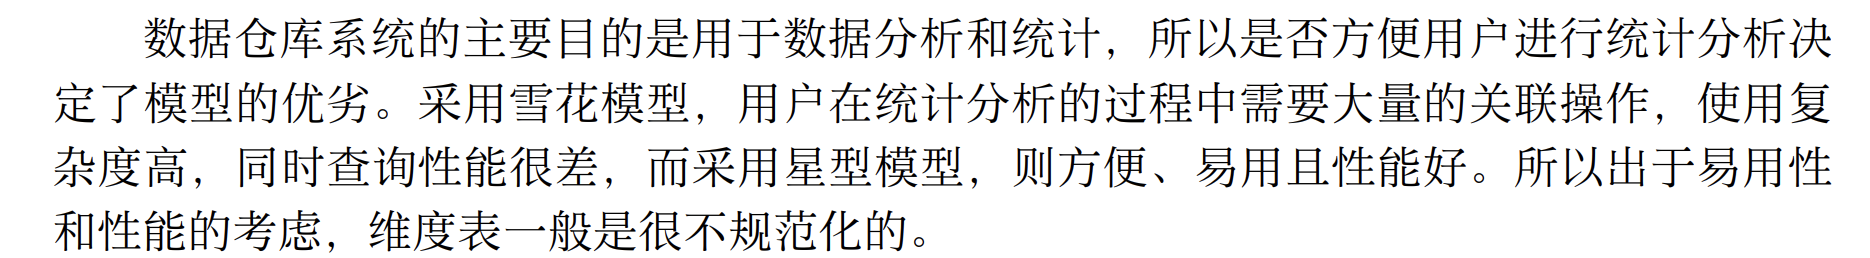 数据仓库系统的主要目的是用于数据分析和统计，所以是否方便用户进行统计分析决
定了模型的优劣。采用雪花模型，用户在统计分析的过程中需要大量的关联操作，使用复
杂度高，同时查询性能很差，而采用星型模型，则方便、易用且性能好。所以出于易用性
和性能的考虑，维度表一般是很不规范化的。